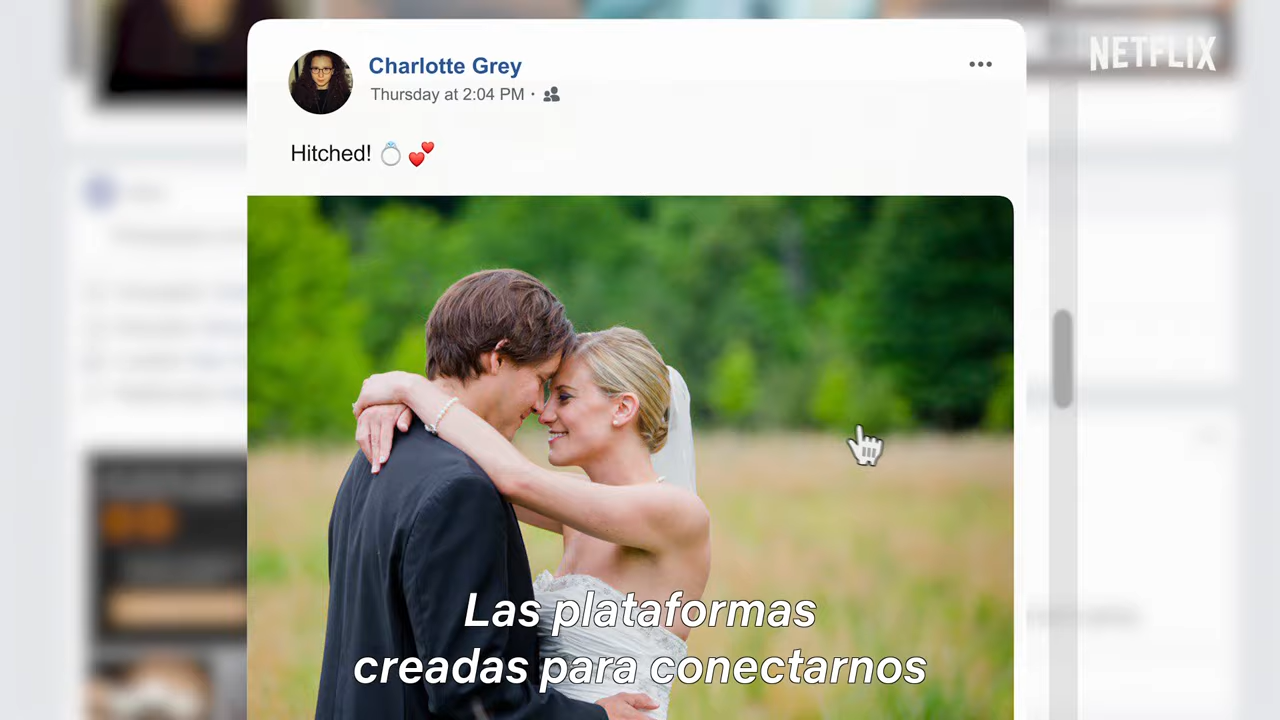 NETFLIX
Charlotte Grey
Thursday at 2:04 PM ·
Hitched! 💍 💕
Las plataformas
creadas para conectarnos